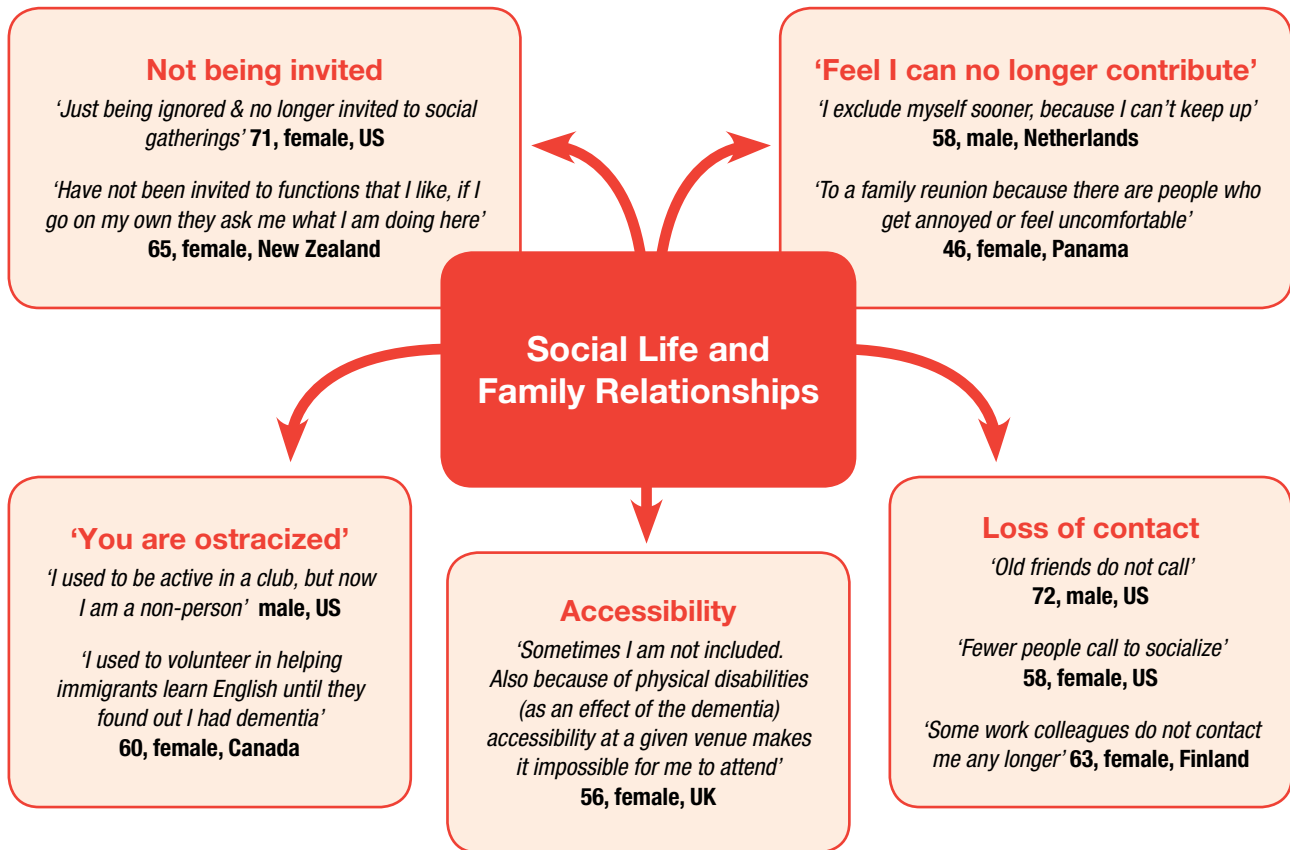 Not being invited
‘Just being ignored & no longer invited to social
gatherings’ 71, female, US
‘Have not been invited to functions that I like, if I
go on my own they ask me what I am doing here’
65, female, New Zealand
‘Feel I can no longer contribute’
‘I exclude myself sooner, because I can’t keep up’
58, male, Netherlands
‘To a family reunion because there are people who
get annoyed or feel uncomfortable’
46, female, Panama
Social Life and
Family Relationships
‘You are ostracized’
‘I used to be active in a club, but now
I am a non-person’ male, US
‘I used to volunteer in helping
immigrants learn English until they
found out I had dementia’
60, female, Canada
Accessibility
‘Sometimes I am not included.
Also because of physical disabilities
(as an effect of the dementia)
accessibility at a given venue makes
it impossible for me to attend’
56, female, UK
Loss of contact
‘Old friends do not call’
72, male, US
‘Fewer people call to socialize’
58, female, US
‘Some work colleagues do not contact
me any longer’ 63, female, Finland